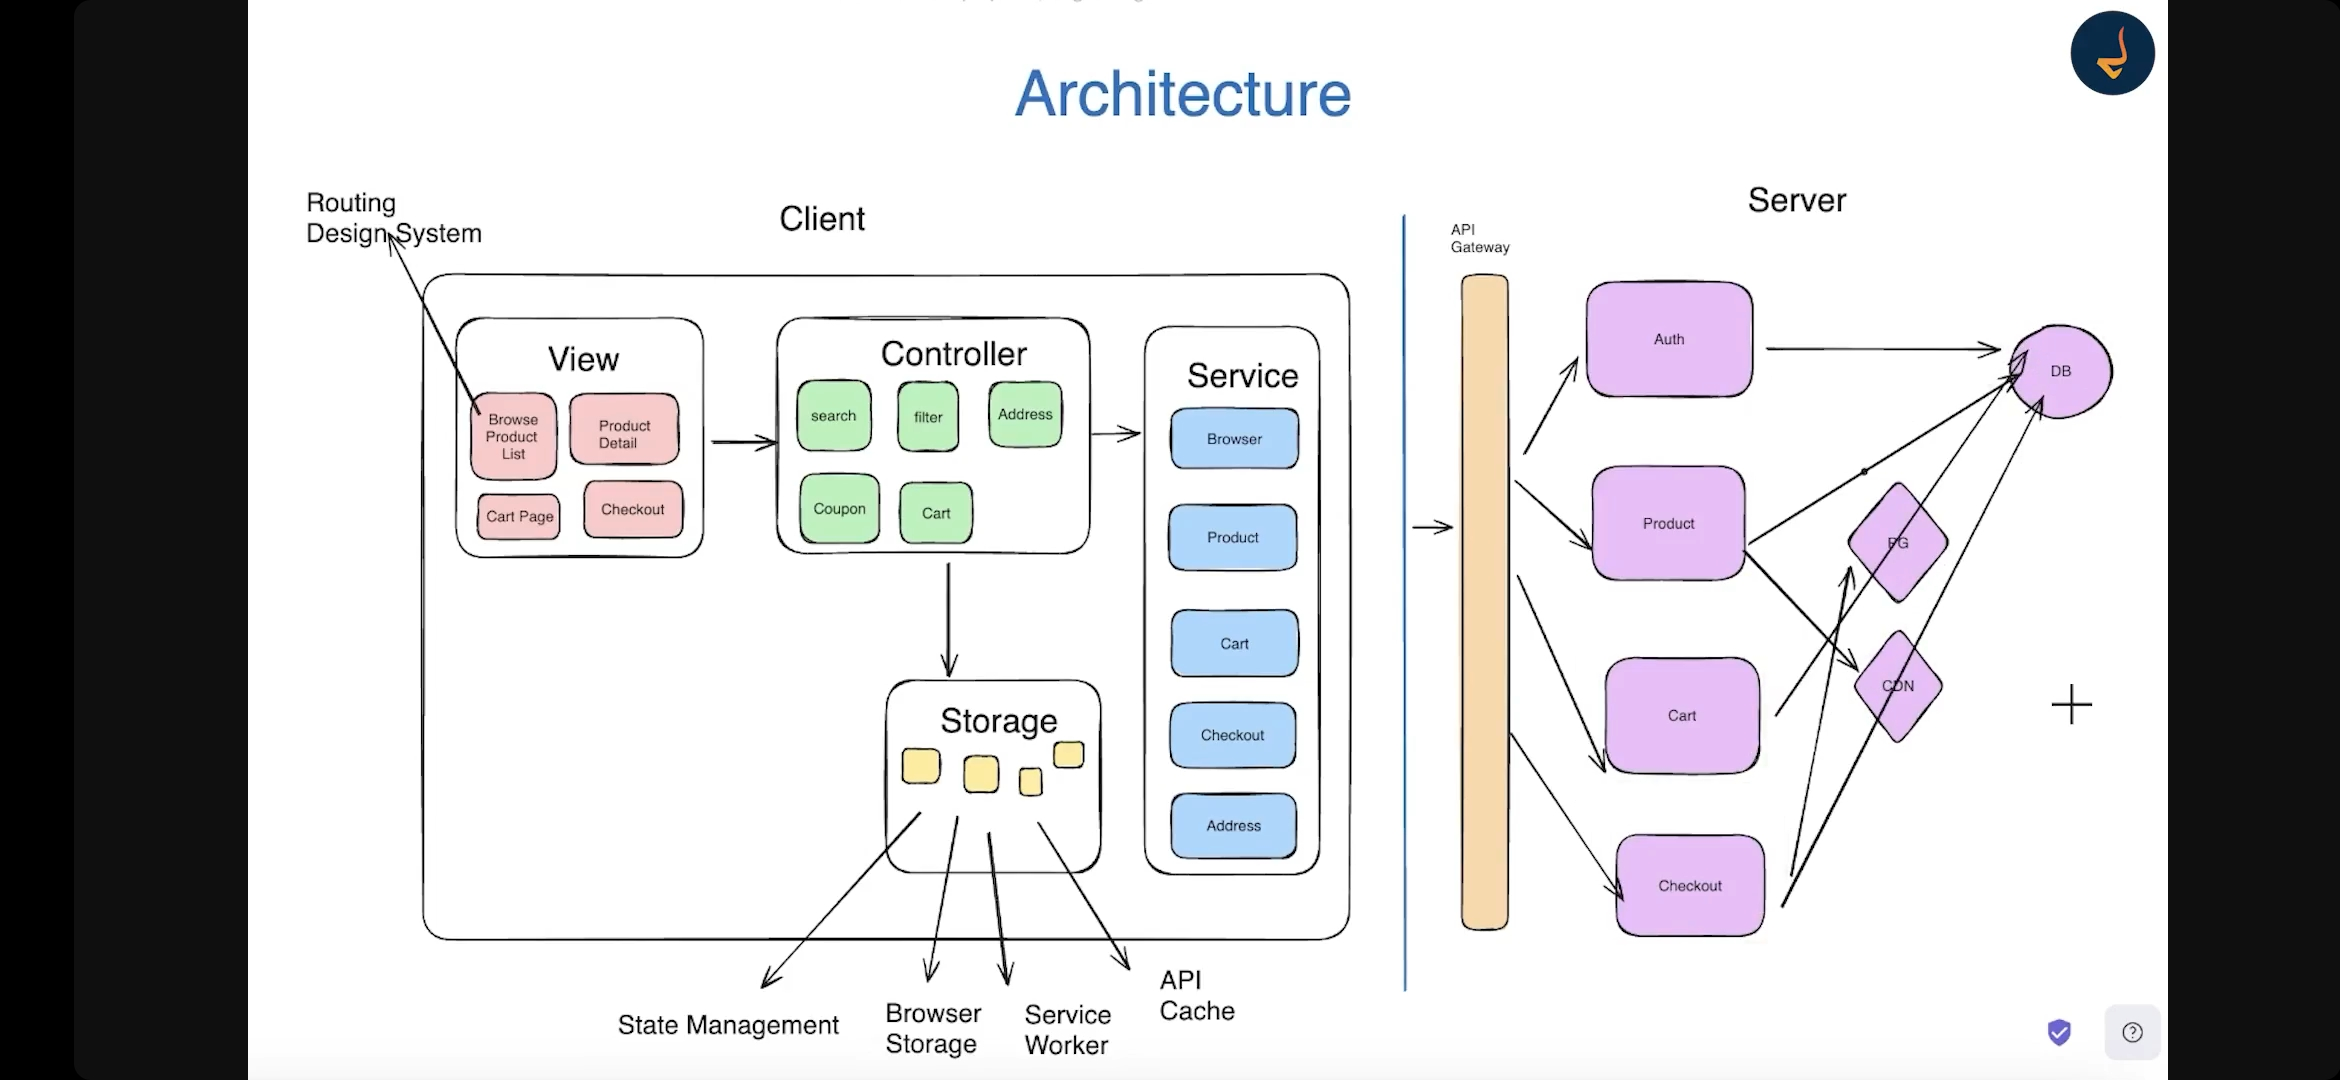 Architecture
Routing
Design System
Client
Server
API
Gateway
View
Browse
Product
List
Product
Detail
Cart Page
Checkout
Controller
search
filter
Address
Coupon
Cart
Service
Browser
Product
Cart
Checkout
Address
Storage
State Management
Browser
Storage
Service
Worker
API
Cache
Auth
Product
Cart
Checkout
DB
PG
CDN